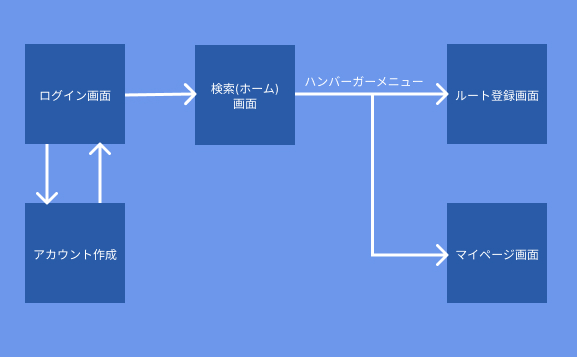 ログイン画面
検索(ホーム)
画面
ハンバーガーメニュー
ルート登録画面
アカウント作成
マイページ画面